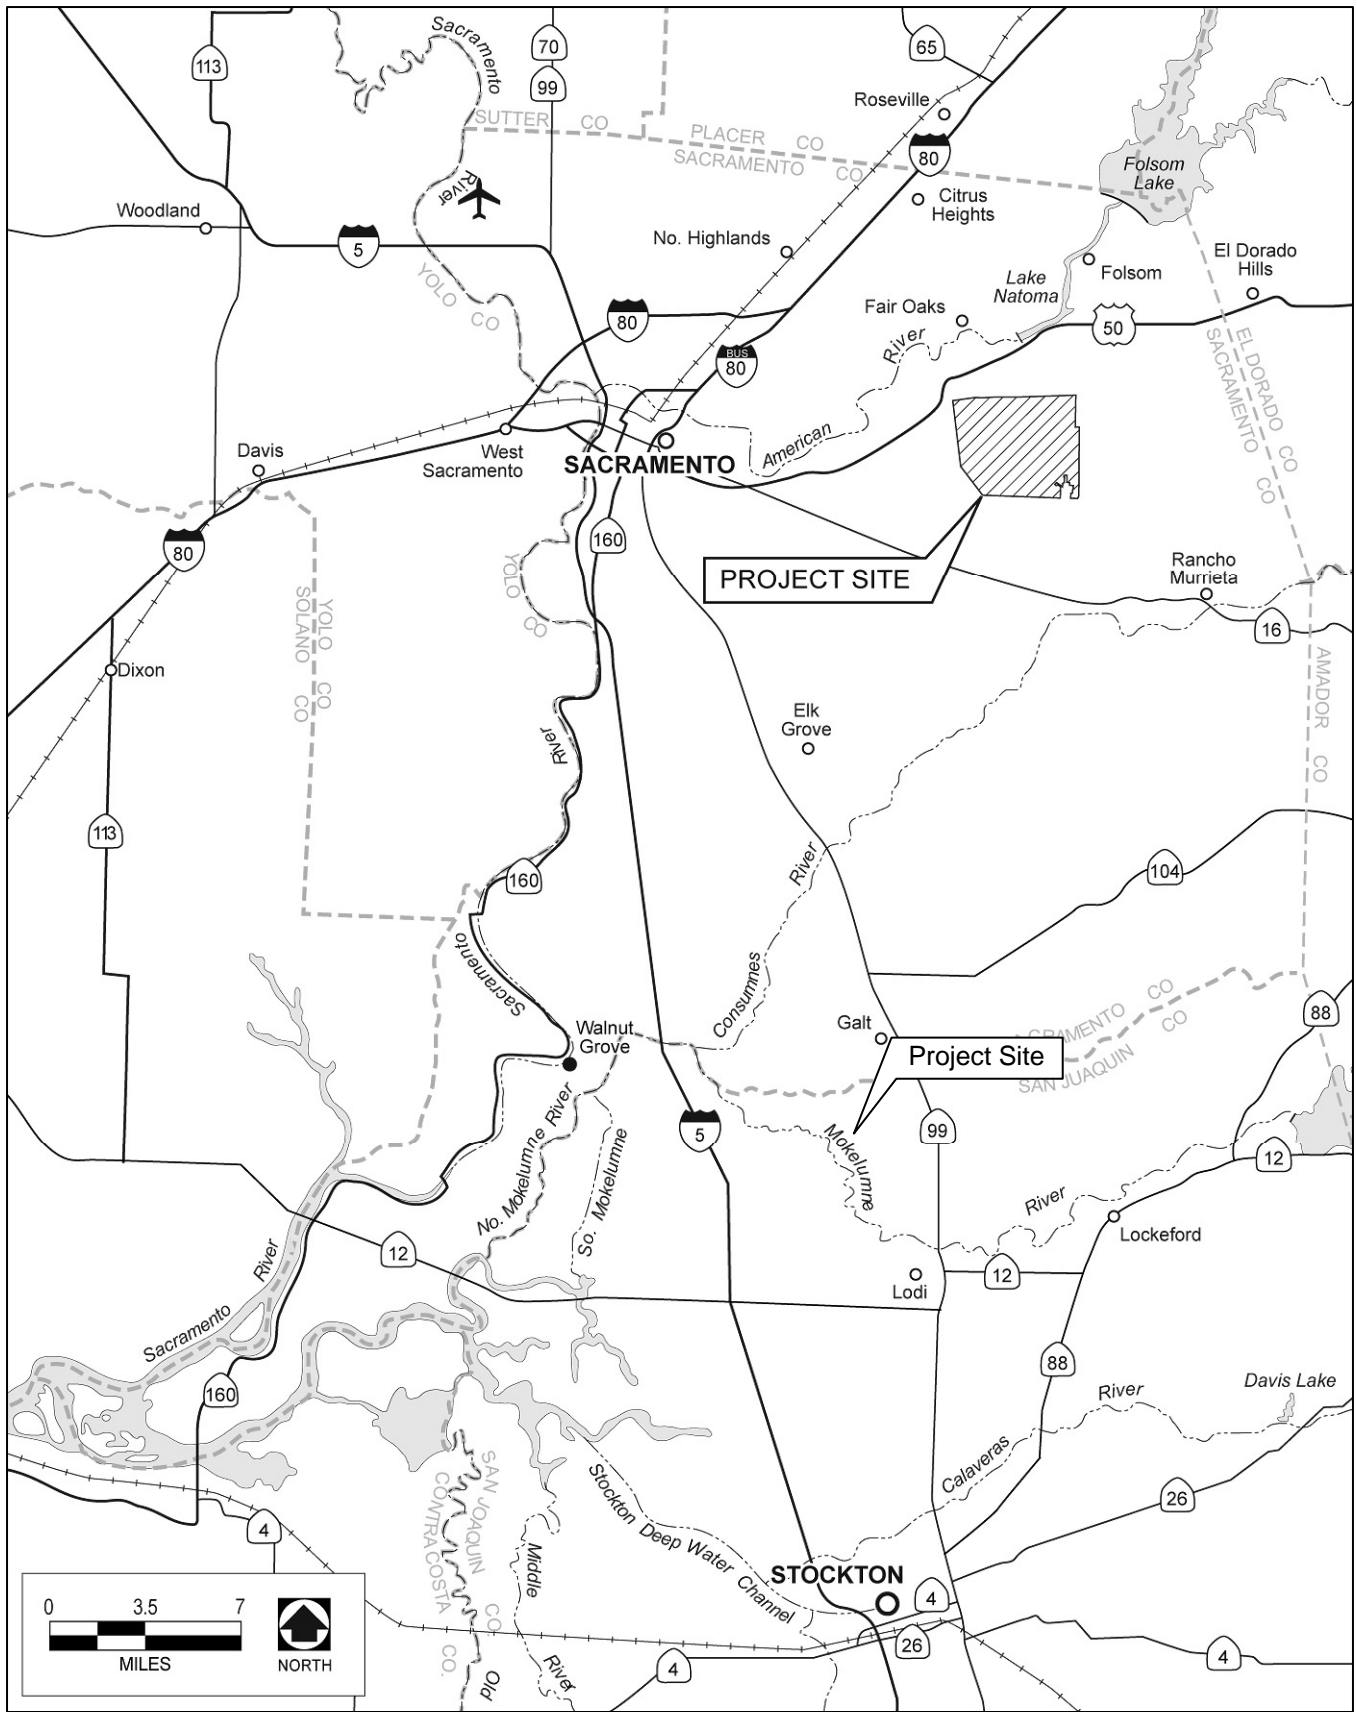 Sacramento
River
113
70
99
65
Roseville
SUTTER CO
PLACER CO
SACRAMENTO CO
80
Folsom
Lake
Citrus
Heights
Woodland
5
No. Highlands
YOLO CO
El Dorado
Hills
Folsom
Lake
Natoma
Fair Oaks
80
50
River
BUS
80
EL DORADO CO
SACRAMENTO CO
American
Davis
West
Sacramento
SACRAMENTO
160
80
YOLO CO
PROJECT SITE
Rancho
Murrieta
16
YOLO CO
SOLANO CO
Dixon
AMADOR CO
Elk
Grove
River
113
160
River
104
Sacramento
Consumnes
88
Galt
SACRAMENTO CO
SAN JUAQUIN CO
Project Site
Walnut
Grove
99
5
No. Mokelumne River
So. Mokelumne
Mokelumne
River
12
Lockeford
12
River
12
Lodi
Sacramento
88
160
River
Davis Lake
Calaveras
26
4
SAN JOAQUIN CO.
CONTRA COSTA CO.
Stockton Deep Water Channel
Middle
River
Old
STOCKTON
4
26
4
4
0 3.5 7
MILES
NORTH